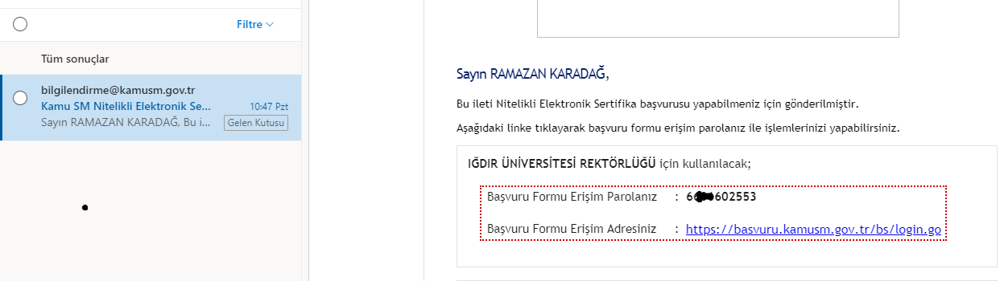 Filtre
Tüm sonuçlar
bilgilendirme@kamusm.gov.tr
Kamu SM Nitelikli Elektronik Se...
10:47 Pzt
Sayın RAMAZAN KARADAĞ, Bu i...
Gelen Kutusu
Sayın RAMAZAN KARADAĞ,
Bu ileti Nitelikli Elektronik Sertifika başvurusu yapabilmeniz için gönderilmiştir.
Aşağıdaki linke tıklayarak başvuru formu erişim parolanız ile işlemlerinizi yapabilirsiniz.
IĞDIR ÜNİVERSİTESİ REKTÖRLÜĞÜ için kullanılacak;
Başvuru Formu Erişim Parolanız :
Başvuru Formu Erişim Adresiniz : https://basvuru.kamusm.gov.tr/bs/login.go